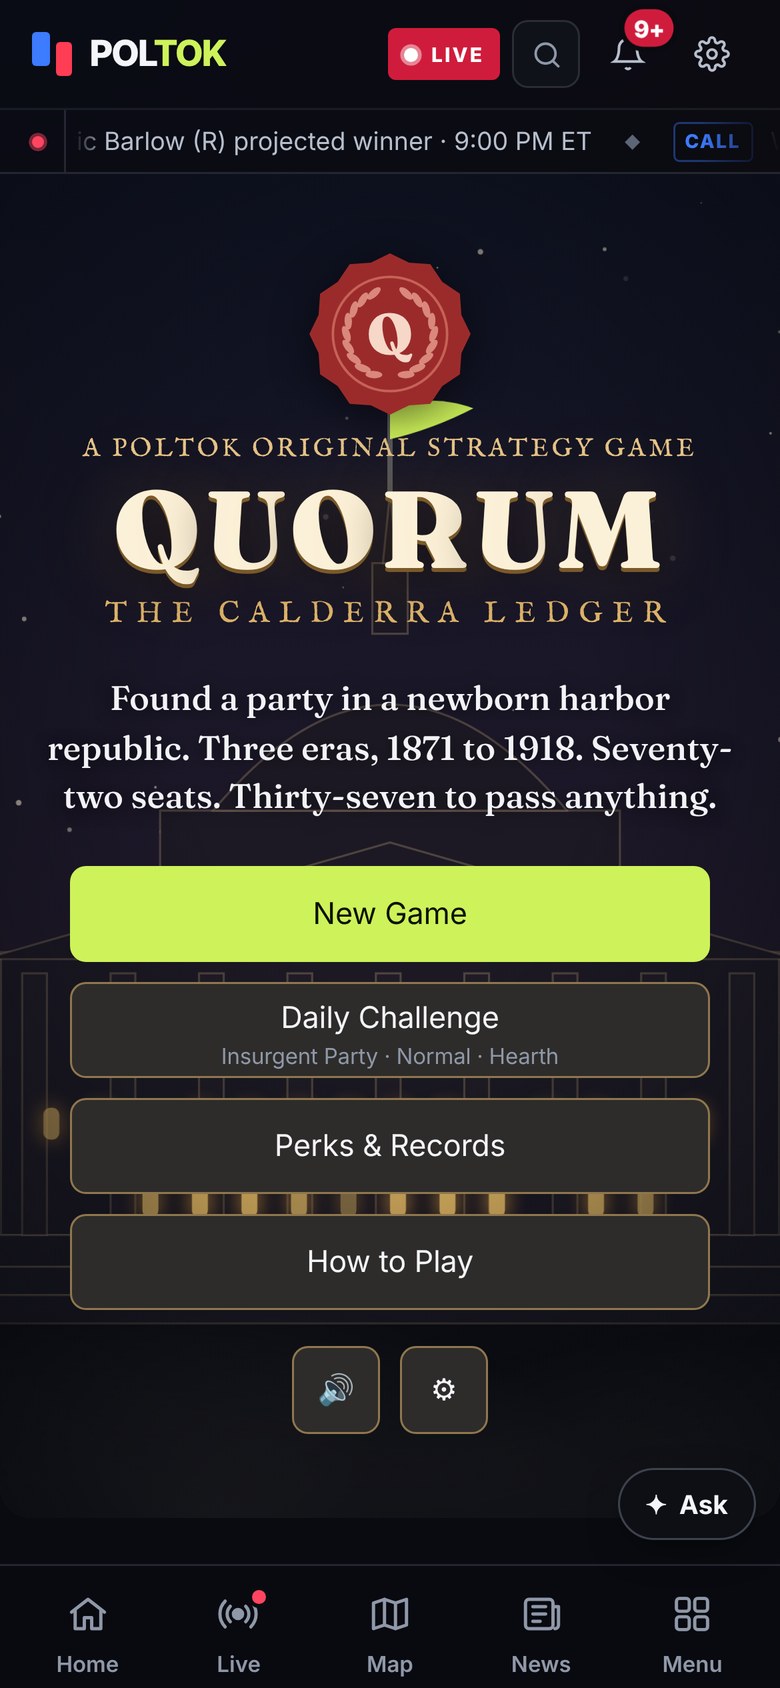 POLTOK
LIVE
9+
ic Barlow (R) projected winner · 9:00 PM ET ◆ CALL
Q
A POLTOK ORIGINAL STRATEGY GAME
QUORUM
THE CALDERRA LEDGER
Found a party in a newborn harbor
republic. Three eras, 1871 to 1918. Seventy-
two seats. Thirty-seven to pass anything.
New Game
Daily Challenge
Insurgent Party · Normal · Hearth
Perks & Records
How to Play
Ask
Home
Live
Map
News
Menu